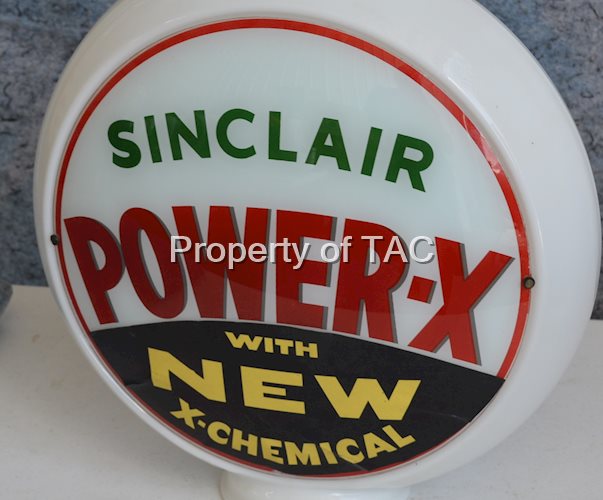 SINCLAIR
POWER-X
Property of TAC
WITH
NEW
X-CHEMICAL